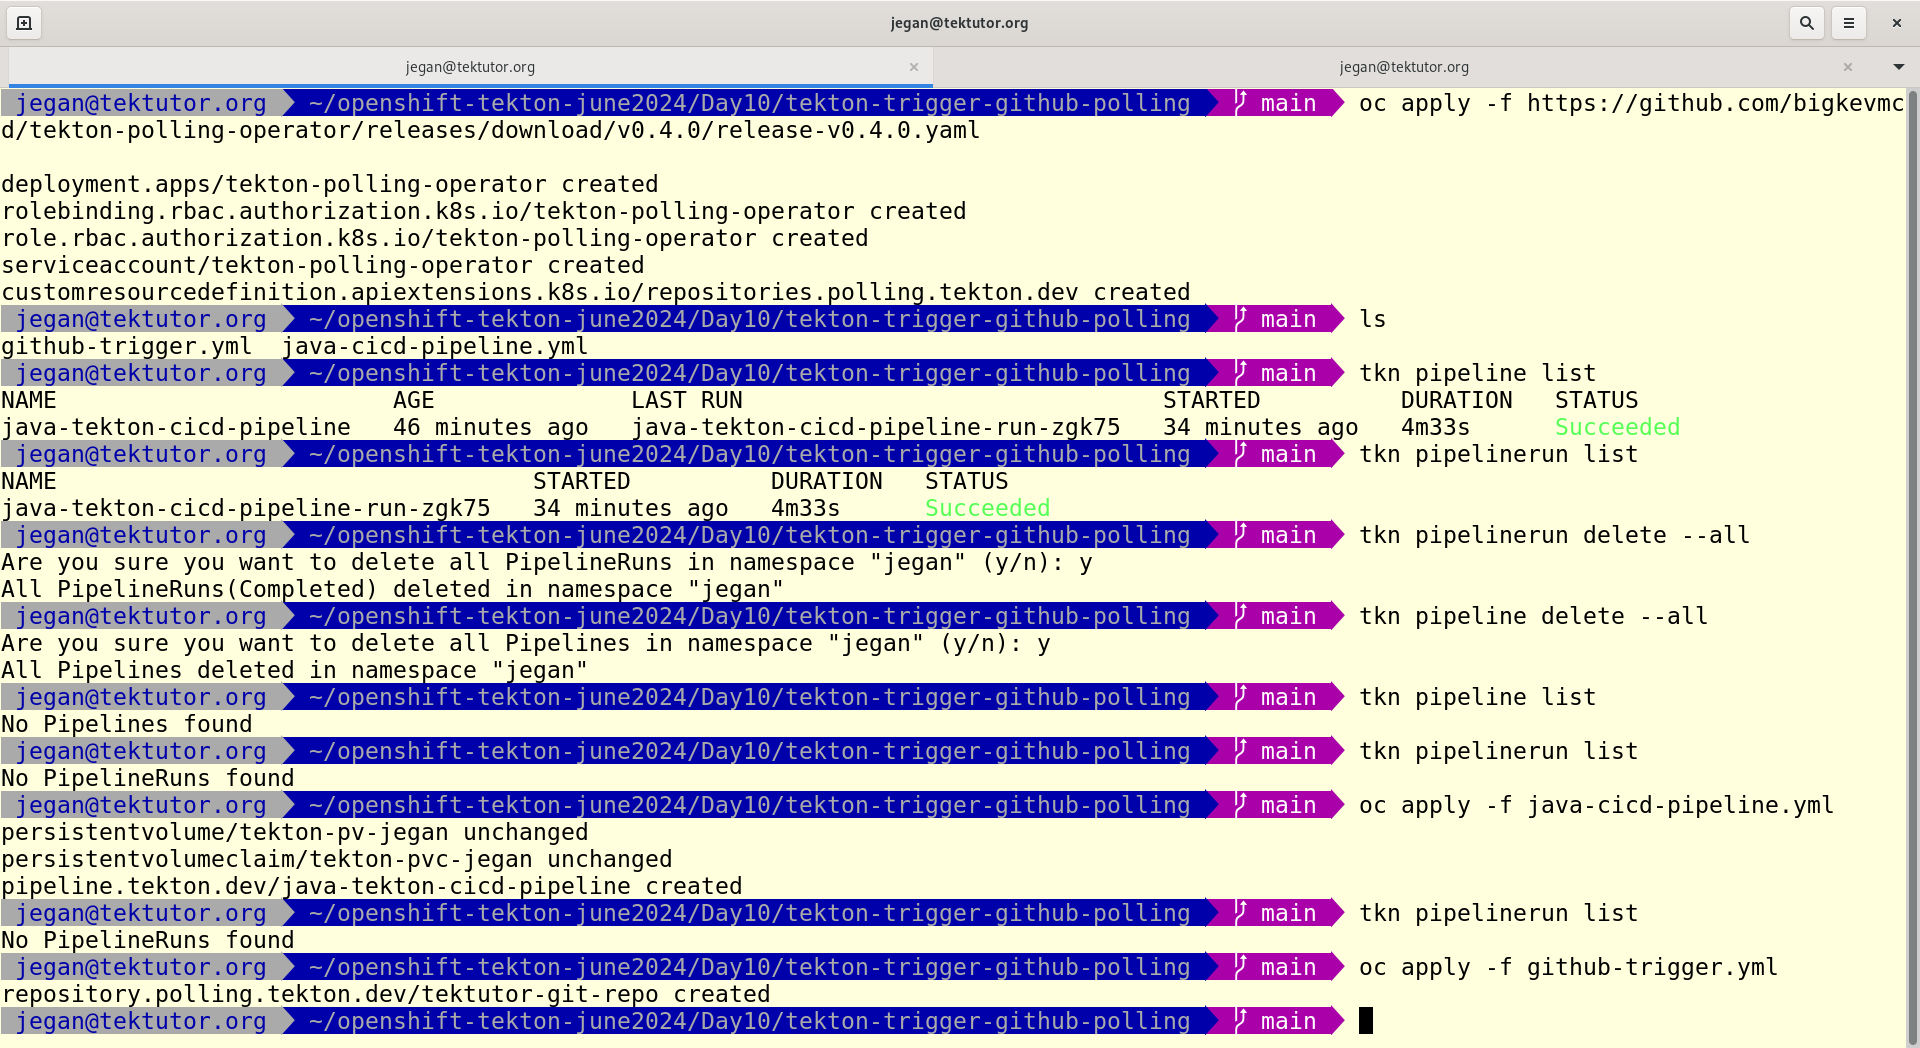 jegan@tektutor.org
jegan@tektutor.org
jegan@tektutor.org
jegan@tektutor.org ~/openshift-tekton-june2024/Day10/tekton-trigger-github-polling main oc apply -f https://github.com/bigkevmc
d/tekton-polling-operator/releases/download/v0.4.0/release-v0.4.0.yaml
deployment.apps/tekton-polling-operator created
rolebinding.rbac.authorization.k8s.io/tekton-polling-operator created
role.rbac.authorization.k8s.io/tekton-polling-operator created
serviceaccount/tekton-polling-operator created
customresourcedefinition.apiextensions.k8s.io/repositories.polling.tekton.dev created
jegan@tektutor.org ~/openshift-tekton-june2024/Day10/tekton-trigger-github-polling main ls
github-trigger.yml java-cicd-pipeline.yml
jegan@tektutor.org ~/openshift-tekton-june2024/Day10/tekton-trigger-github-polling main tkn pipeline list
NAME AGE LAST RUN STARTED DURATION STATUS
java-tekton-cicd-pipeline 46 minutes ago java-tekton-cicd-pipeline-run-zgk75 34 minutes ago 4m33s Succeeded
jegan@tektutor.org ~/openshift-tekton-june2024/Day10/tekton-trigger-github-polling main tkn pipelinerun list
NAME STARTED DURATION STATUS
java-tekton-cicd-pipeline-run-zgk75 34 minutes ago 4m33s Succeeded
jegan@tektutor.org ~/openshift-tekton-june2024/Day10/tekton-trigger-github-polling main tkn pipelinerun delete --all
Are you sure you want to delete all PipelineRuns in namespace "jegan" (y/n): y
All PipelineRuns(Completed) deleted in namespace "jegan"
jegan@tektutor.org ~/openshift-tekton-june2024/Day10/tekton-trigger-github-polling main tkn pipeline delete --all
Are you sure you want to delete all Pipelines in namespace "jegan" (y/n): y
All Pipelines deleted in namespace "jegan"
jegan@tektutor.org ~/openshift-tekton-june2024/Day10/tekton-trigger-github-polling main tkn pipeline list
No Pipelines found
jegan@tektutor.org ~/openshift-tekton-june2024/Day10/tekton-trigger-github-polling main tkn pipelinerun list
No PipelineRuns found
jegan@tektutor.org ~/openshift-tekton-june2024/Day10/tekton-trigger-github-polling main oc apply -f java-cicd-pipeline.yml
persistentvolume/tekton-pv-jegan unchanged
persistentvolumeclaim/tekton-pvc-jegan unchanged
pipeline.tekton.dev/java-tekton-cicd-pipeline created
jegan@tektutor.org ~/openshift-tekton-june2024/Day10/tekton-trigger-github-polling main tkn pipelinerun list
No PipelineRuns found
jegan@tektutor.org ~/openshift-tekton-june2024/Day10/tekton-trigger-github-polling main oc apply -f github-trigger.yml
repository.polling.tekton.dev/tektutor-git-repo created
jegan@tektutor.org ~/openshift-tekton-june2024/Day10/tekton-trigger-github-polling main